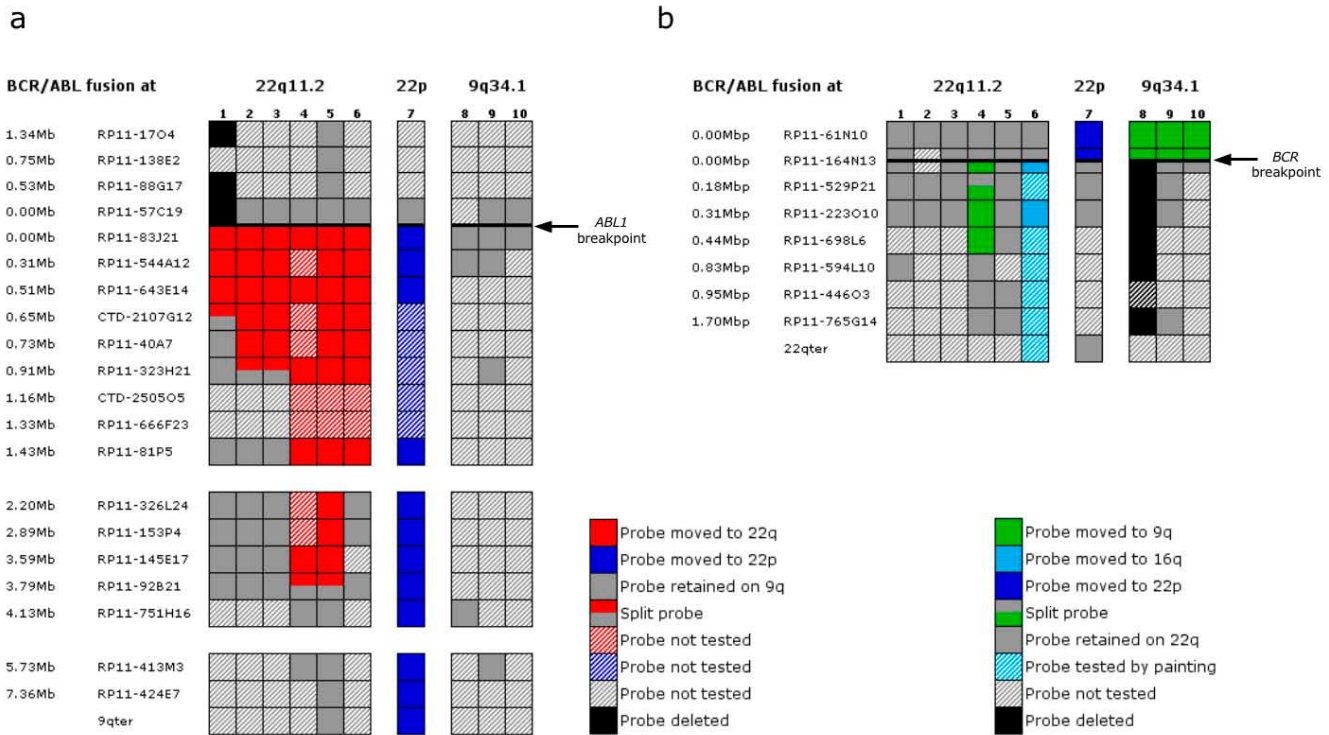 a
BCR/ABL fusion at 22q11.2 22p 9q34.1
1 2 3 4 5 6 7 8 9 10
1.34Mb RP11-17O4
0.75Mb RP11-138E2
0.53Mb RP11-88G17
0.00Mb RP11-57C19
ABL1
breakpoint
0.00Mb RP11-83J21
0.31Mb RP11-544A12
0.51Mb RP11-643E14
0.65Mb CTD-2107G12
0.73Mb RP11-40A7
0.91Mb RP11-323H21
1.16Mb CTD-2505O5
1.33Mb RP11-666F23
1.43Mb RP11-81P5
2.20Mb RP11-326L24
2.89Mb RP11-153P4
3.59Mb RP11-145E17
3.79Mb RP11-92B21
4.13Mb RP11-751H16
5.73Mb RP11-413M3
7.36Mb RP11-424E7
9qter
Probe moved to 22q
Probe moved to 22p
Probe retained on 9q
Split probe
Probe not tested
Probe not tested
Probe not tested
Probe deleted
b
BCR/ABL fusion at 22q11.2 22p 9q34.1
1 2 3 4 5 6 7 8 9 10
0.00Mbp RP11-61N10
0.00Mbp RP11-164N13
BCR
breakpoint
0.18Mbp RP11-529P21
0.31Mbp RP11-223O10
0.44Mbp RP11-698L6
0.83Mbp RP11-594L10
0.95Mbp RP11-446O3
1.70Mbp RP11-765G14
22qter
Probe moved to 9q
Probe moved to 16q
Probe moved to 22p
Split probe
Probe retained on 22q
Probe tested by painting
Probe not tested
Probe deleted